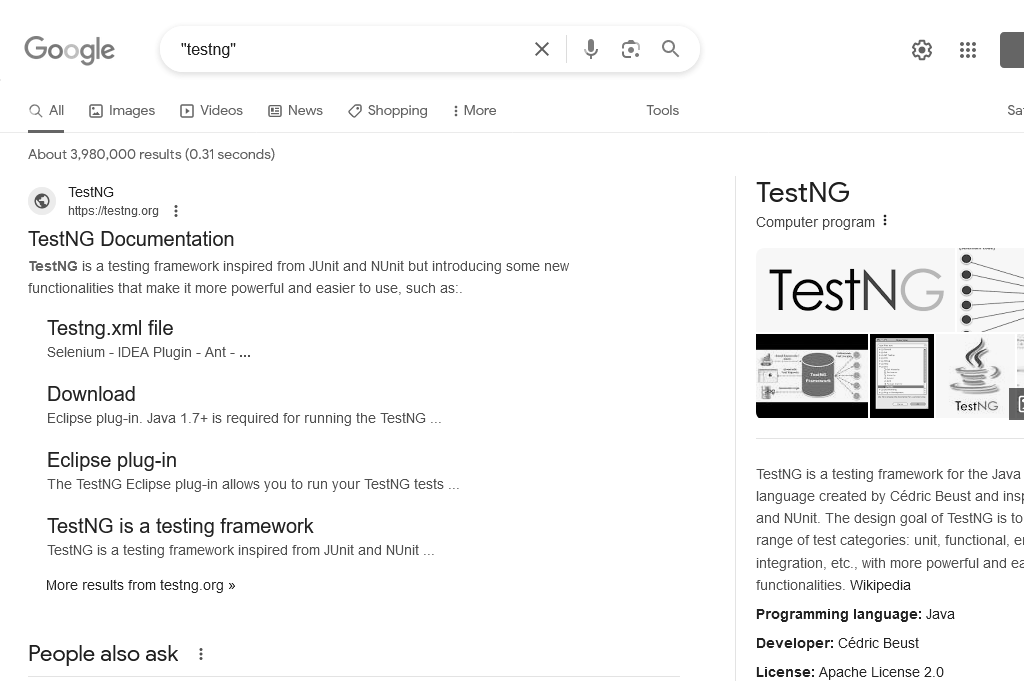 Google
"testng"
All
Images
Videos
News
Shopping
More
Tools
About 3,980,000 results (0.31 seconds)
TestNG
https://testng.org
TestNG Documentation
TestNG is a testing framework inspired from JUnit and NUnit but introducing some new
functionalities that make it more powerful and easier to use, such as:.
Testng.xml file
Selenium - IDEA Plugin - Ant - ...
Download
Eclipse plug-in. Java 1.7+ is required for running the TestNG ...
Eclipse plug-in
The TestNG Eclipse plug-in allows you to run your TestNG tests ...
TestNG is a testing framework
TestNG is a testing framework inspired from JUnit and NUnit ...
More results from testng.org »
People also ask
TestNG
Computer program
TestNG
TestNG
Framework
TestNG
TestNG is a testing framework for the Java
language created by Cédric Beust and
and NUnit. The design goal of TestNG is to
range of test categories: unit, functional,
integration, etc., with more powerful and
functionalities. Wikipedia
Programming language: Java
Developer: Cédric Beust
License: Apache License 2.0